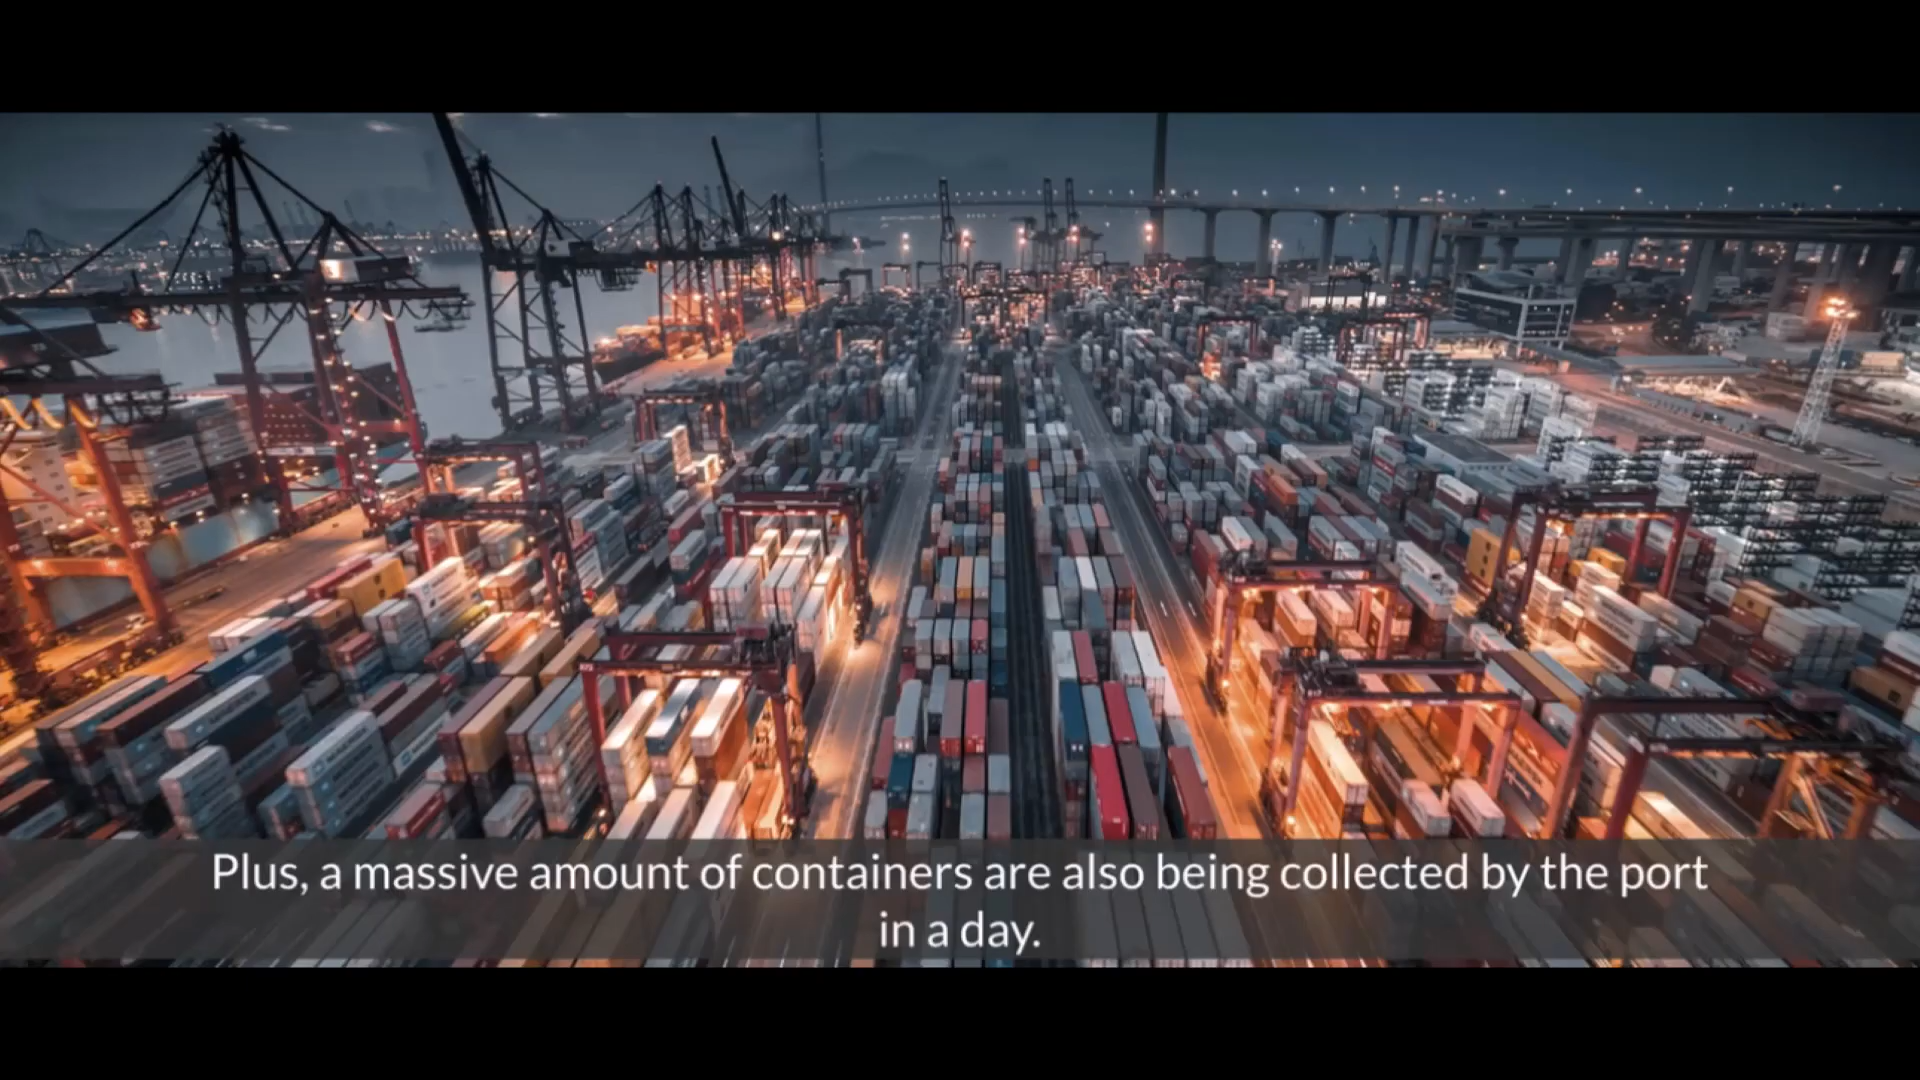 Plus, a massive amount of containers are also being collected by the port
in a day.